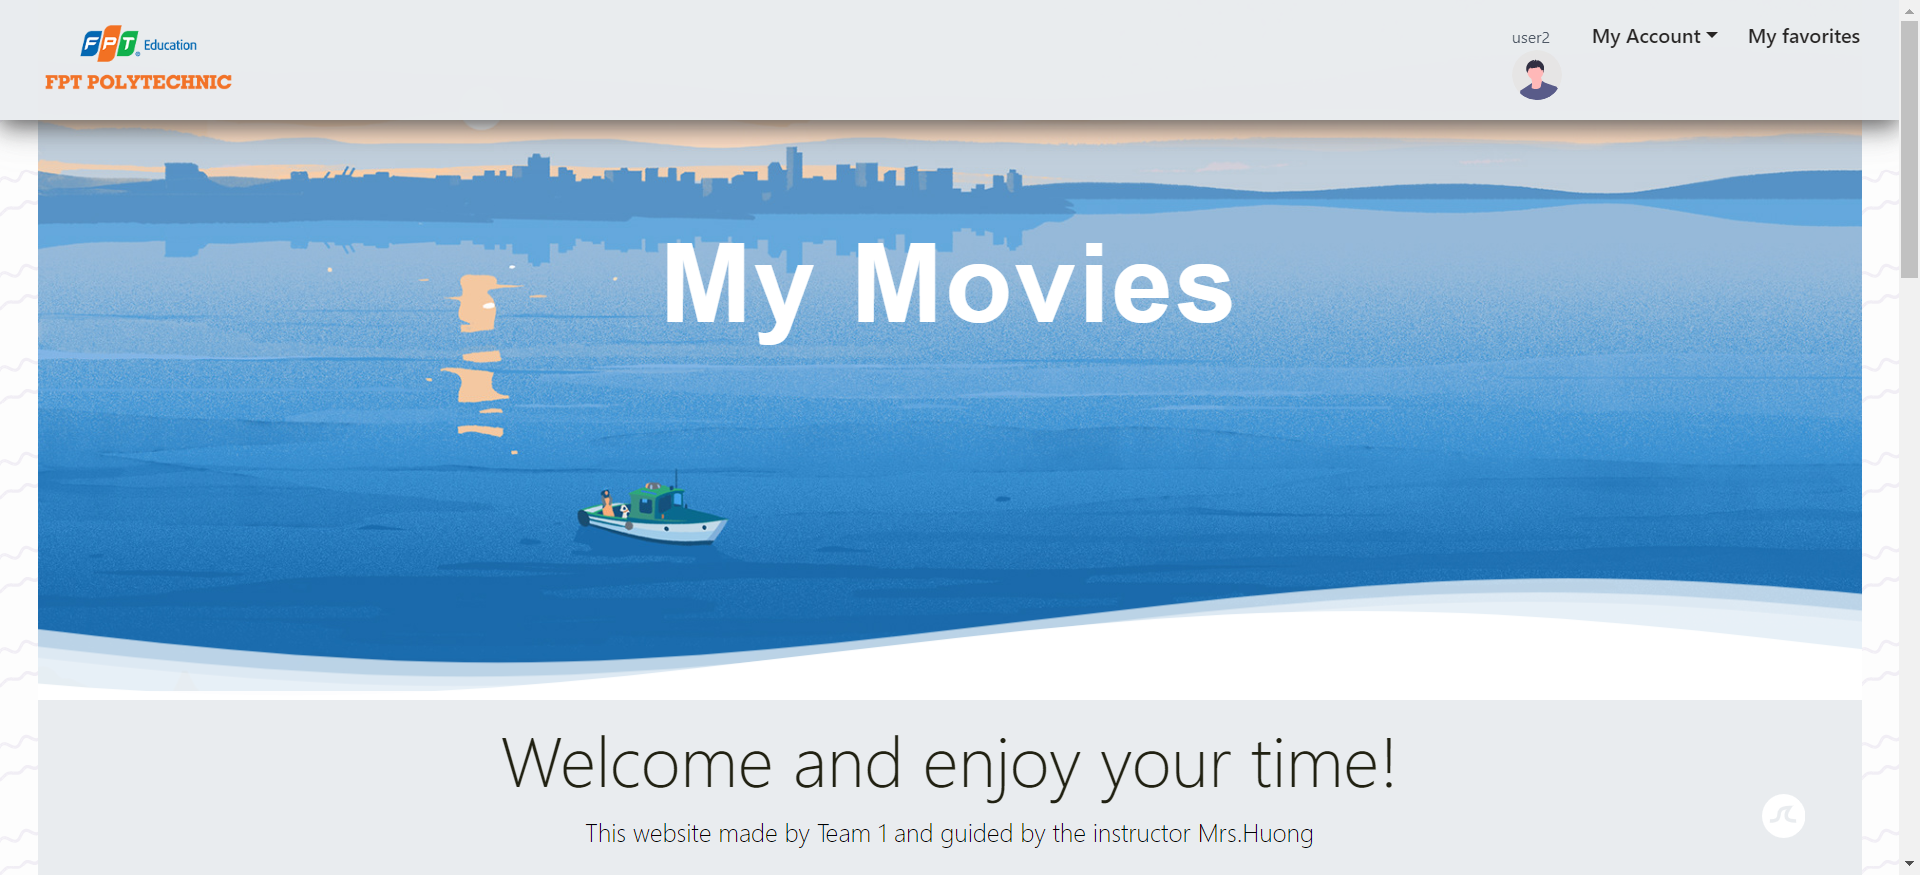 FPT Education
FPT POLYTECHNIC
user2
My Account
My favorites
My Movies
Welcome and enjoy your time!
This website made by Team 1 and guided by the instructor Mrs.Huong